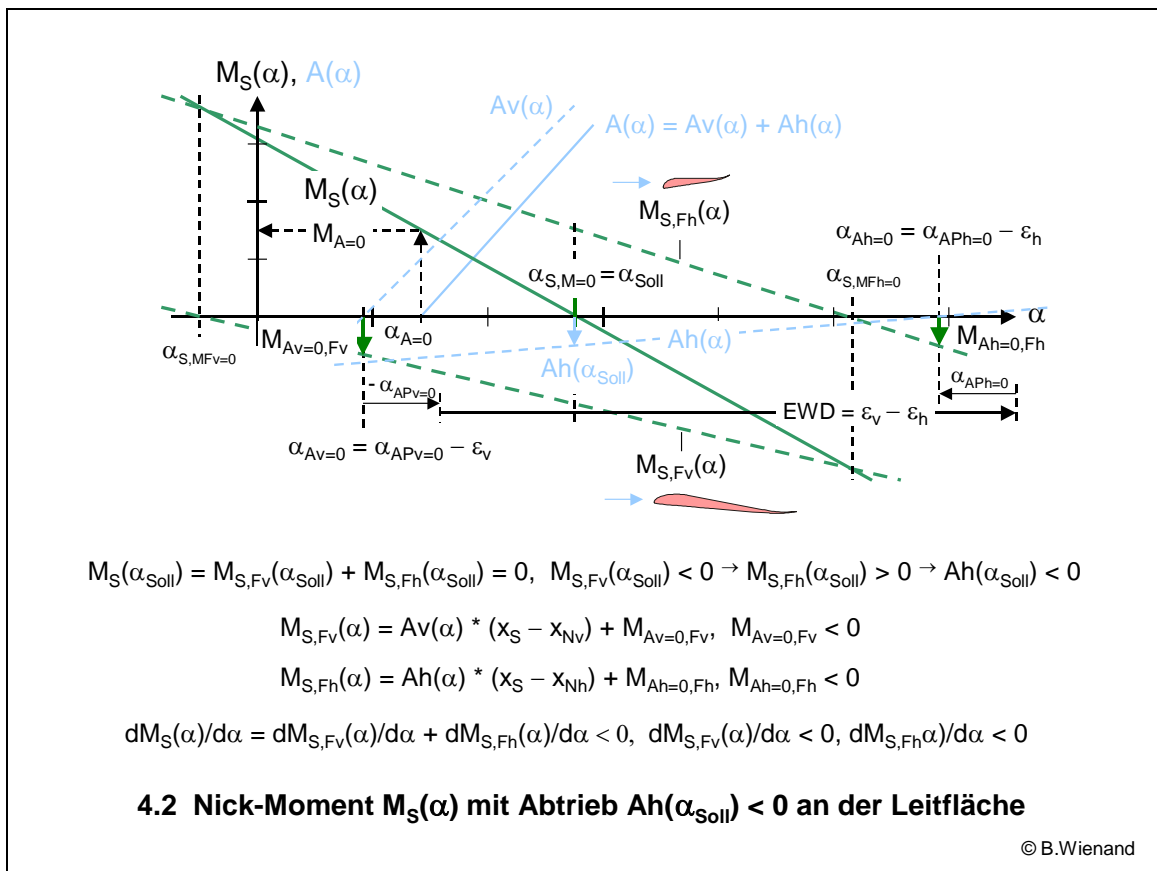 M_S(α), A(α)
Av(α)
A(α) = Av(α) + Ah(α)
M_S(α)
M_S,Fh(α)
M_A=0
α_Ah=0 = α_APh=0 − ε_h
α_S,M=0 = α_Soll
α_S,MFh=0
α
α_S,MFv=0
M_Av=0,Fv
α_A=0
Ah(α)
M_Ah=0,Fh
Ah(α_Soll)
- α_APv=0
α_APh=0
EWD = ε_v − ε_h
α_Av=0 = α_APv=0 − ε_v
M_S,Fv(α)
M_S(α_Soll) = M_S,Fv(α_Soll) + M_S,Fh(α_Soll) = 0, M_S,Fv(α_Soll) < 0 → M_S,Fh(α_Soll) > 0 → Ah(α_Soll) < 0
M_S,Fv(α) = Av(α) * (x_S − x_Nv) + M_Av=0,Fv, M_Av=0,Fv < 0
M_S,Fh(α) = Ah(α) * (x_S − x_Nh) + M_Ah=0,Fh, M_Ah=0,Fh < 0
dM_S(α)/dα = dM_S,Fv(α)/dα + dM_S,Fh(α)/dα < 0, dM_S,Fv(α)/dα < 0, dM_S,Fhα)/dα < 0
4.2 Nick-Moment M_S(α) mit Abtrieb Ah(α_Soll) < 0 an der Leitfläche
© B.Wienand